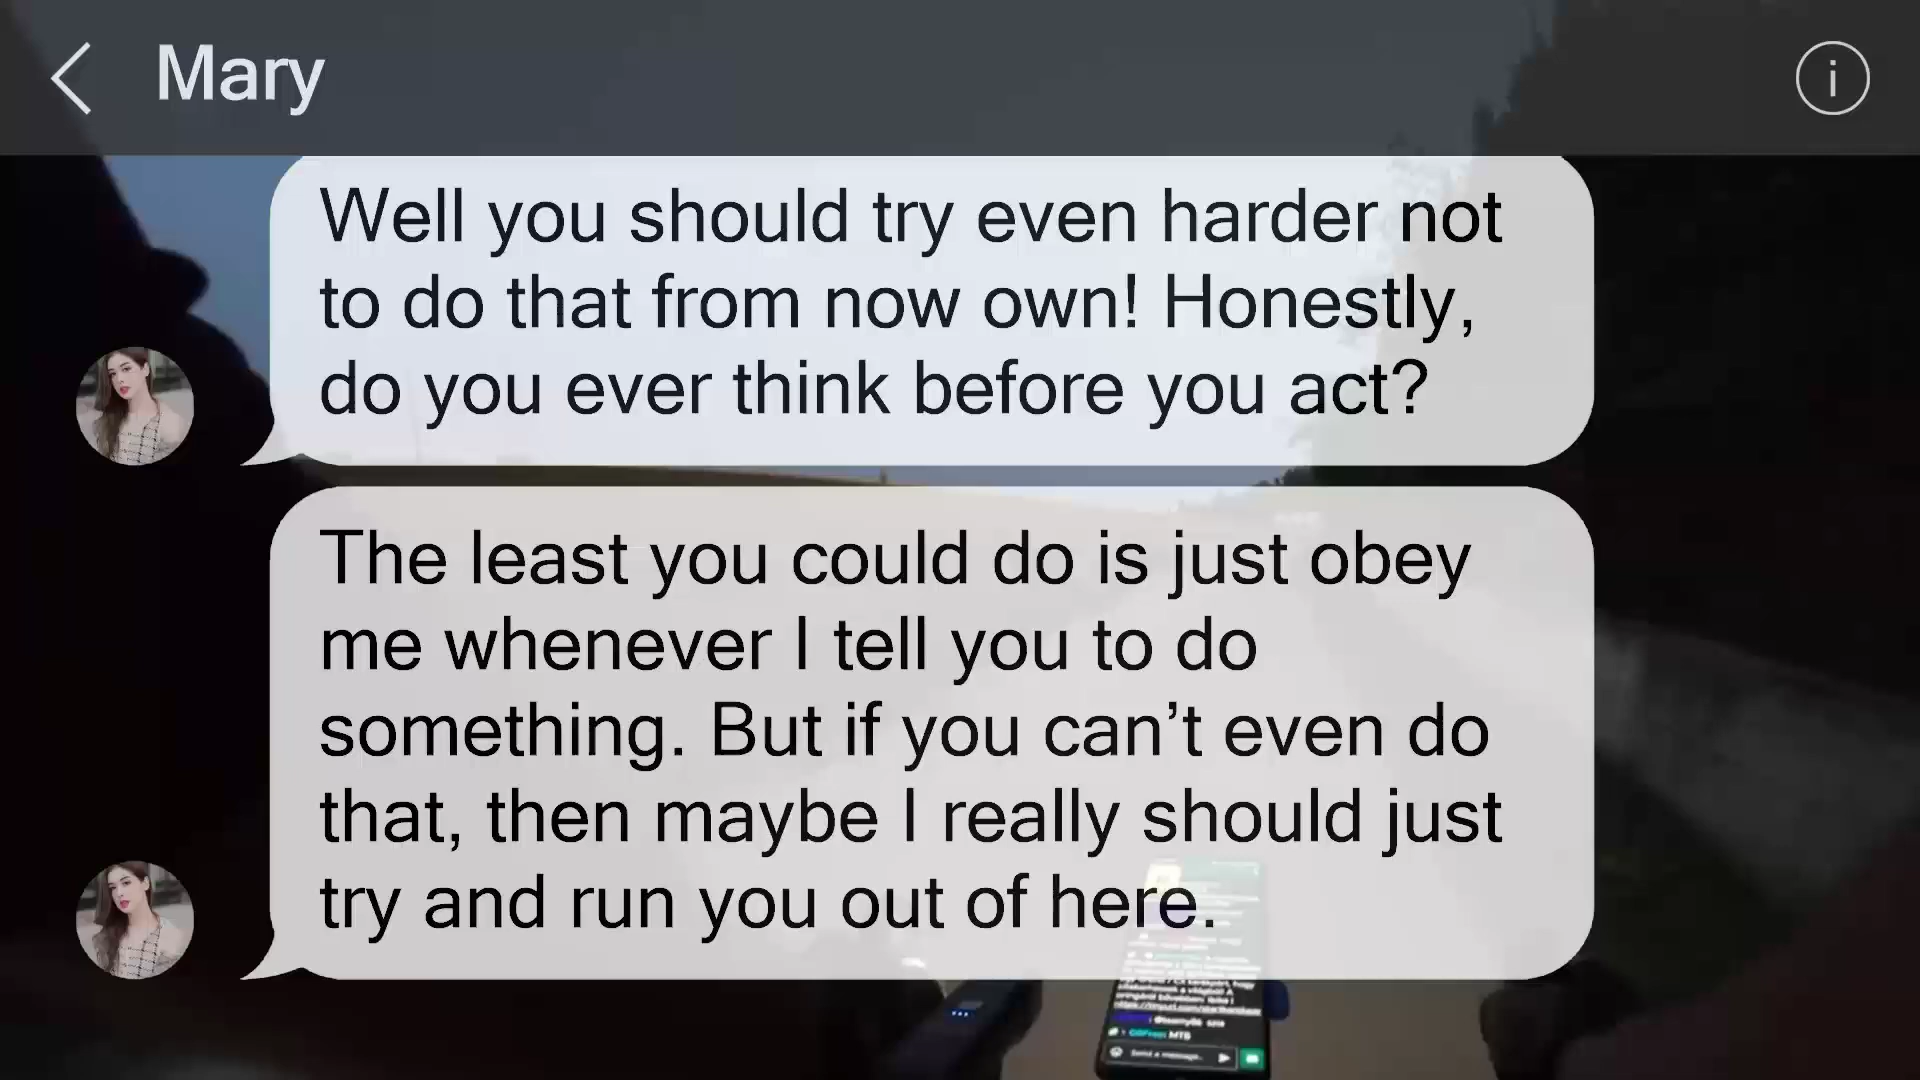 Mary
Well you should try even harder not
to do that from now own! Honestly,
do you ever think before you act?
The least you could do is just obey
me whenever I tell you to do
something. But if you can’t even do
that, then maybe I really should just
try and run you out of here.
Send a message...